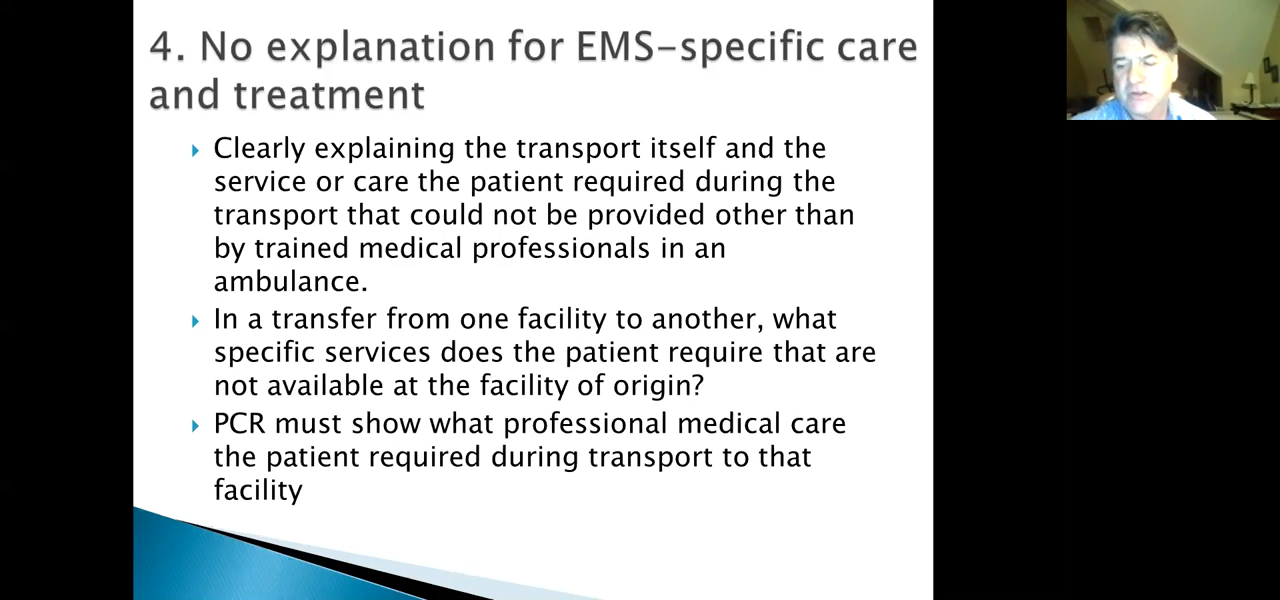 4. No explanation for EMS-specific care
and treatment
Clearly explaining the transport itself and the
service or care the patient required during the
transport that could not be provided other than
by trained medical professionals in an
ambulance.
In a transfer from one facility to another, what
specific services does the patient require that are
not available at the facility of origin?
PCR must show what professional medical care
the patient required during transport to that
facility